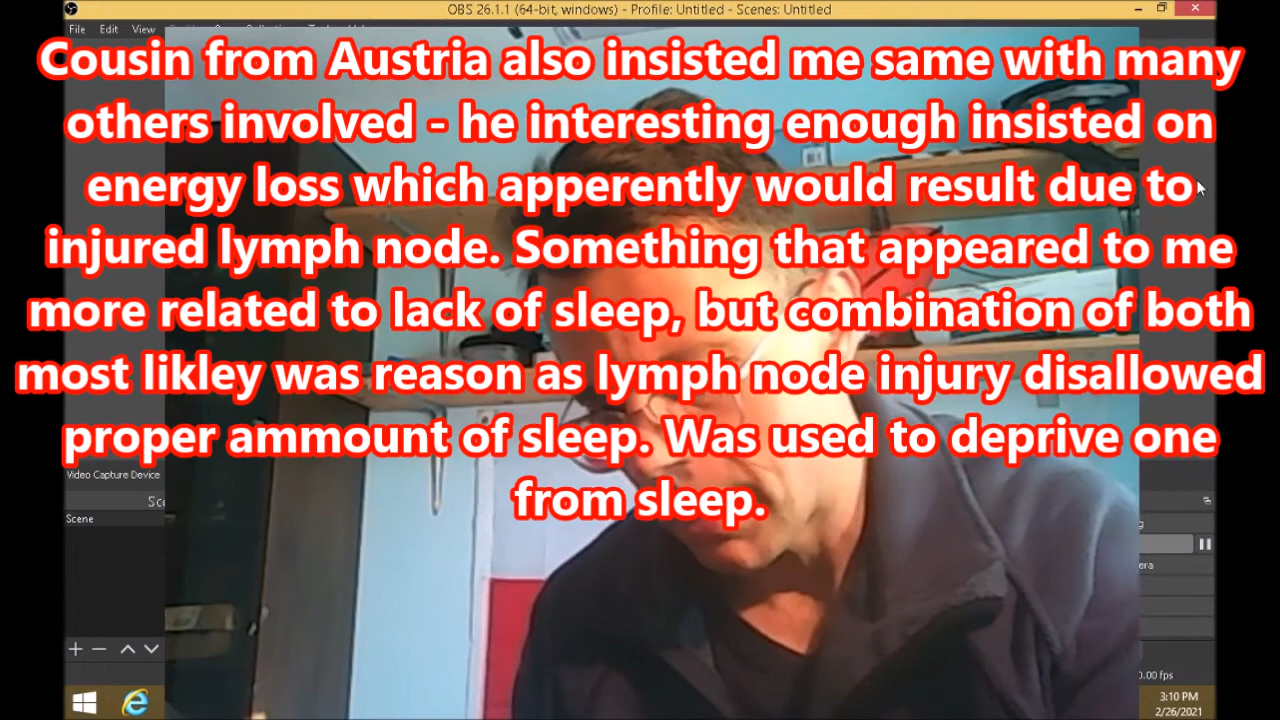 OBS 26.1.1 (64-bit, windows) - Profile: Untitled - Scenes: Untitled
File Edit View
Cousin from Austria also insisted me same with many
others involved - he interesting enough insisted on
energy loss which apperently would result due to
injured lymph node. Something that appeared to me
more related to lack of sleep, but combination of both
most likley was reason as lymph node injury disallowed
proper ammount of sleep. Was used to deprive one
from sleep.
Video Capture Device
Scene
3:10 PM
2/26/2021